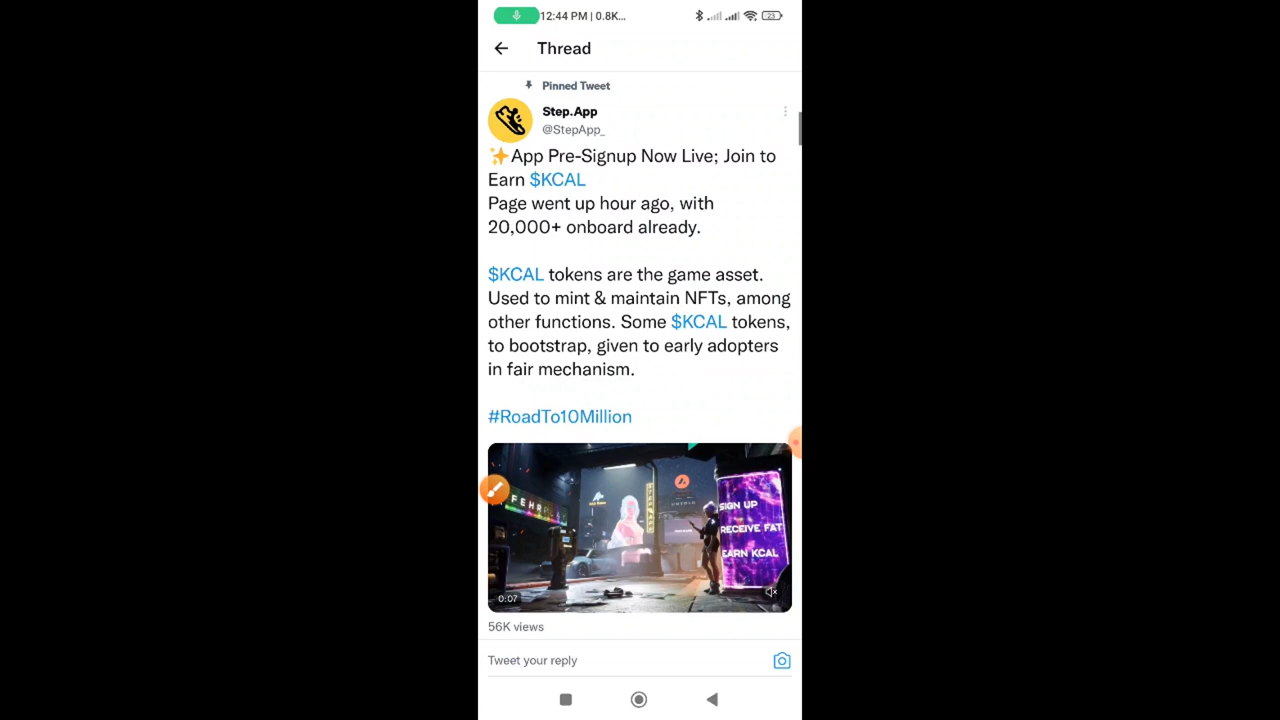 12:44 PM | 0.8K...
23
Thread
Pinned Tweet
Step.App
@StepApp_
✨App Pre-Signup Now Live; Join to
Earn $KCAL
Page went up hour ago, with
20,000+ onboard already.
$KCAL tokens are the game asset.
Used to mint & maintain NFTs, among
other functions. Some $KCAL tokens,
to bootstrap, given to early adopters
in fair mechanism.
#RoadTo10Million
FEHR
SIGN UP
RECEIVE FAT
EARN KCAL
0:07
56K views
Tweet your reply